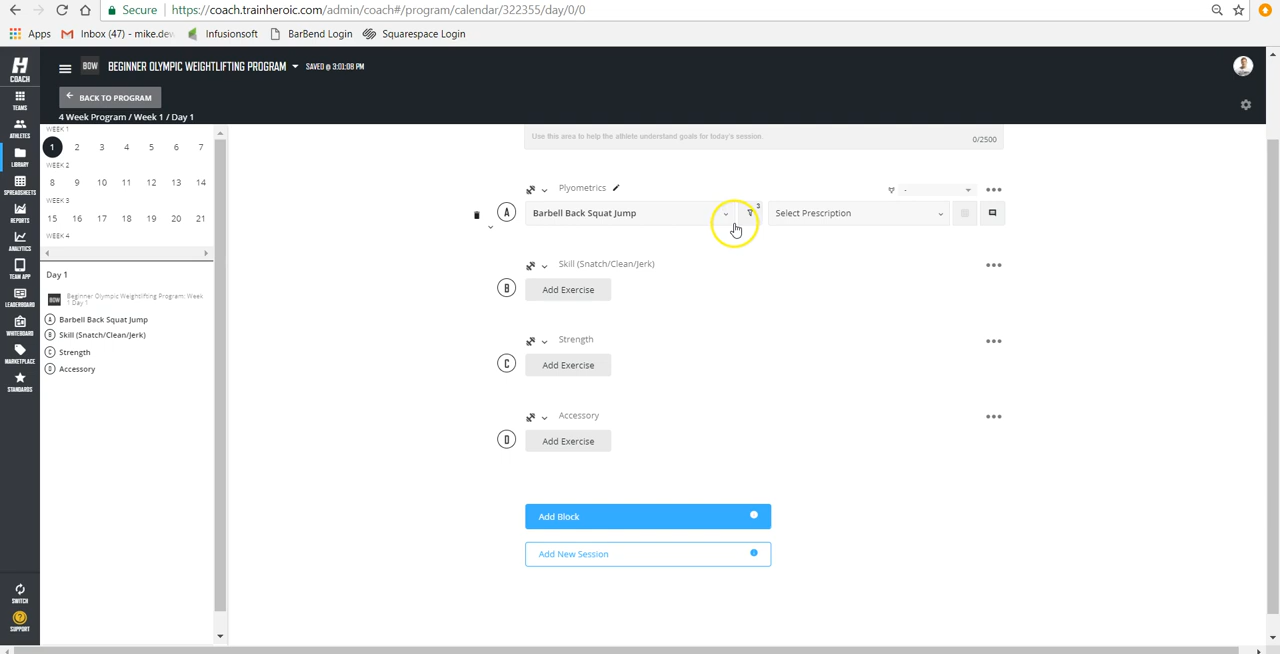 Secure https://coach.trainheroic.com/admin/coach#/program/calendar/322355/day/0/0
Apps Inbox (47) - mike.dew Infusionsoft BarBend Login Squarespace Login
H COACH
BOW BEGINNER OLYMPIC WEIGHTLIFTING PROGRAM SAVED @ 3:01:08 PM
BACK TO PROGRAM
4 Week Program / Week 1 / Day 1
TEAMS
ATHLETES
LIBRARY
SPREADSHEETS
REPORTS
ANALYTICS
TEAM APP
LEADERBOARD
WHITEBOARD
MARKETPLACE
STANDARDS
SWITCH
SUPPORT
WEEK 1
1 2 3 4 5 6 7
WEEK 2
8 9 10 11 12 13 14
WEEK 3
15 16 17 18 19 20 21
WEEK 4
Day 1
BOW Beginner Olympic Weightlifting Program: Week
1 Day 1
A Barbell Back Squat Jump
B Skill (Snatch/Clean/Jerk)
C Strength
D Accessory
Use this area to help the athlete understand goals for today's session.
0/2500
Plyometrics
-
A Barbell Back Squat Jump 3 Select Prescription
Skill (Snatch/Clean/Jerk)
B Add Exercise
Strength
C Add Exercise
Accessory
D Add Exercise
Add Block
Add New Session